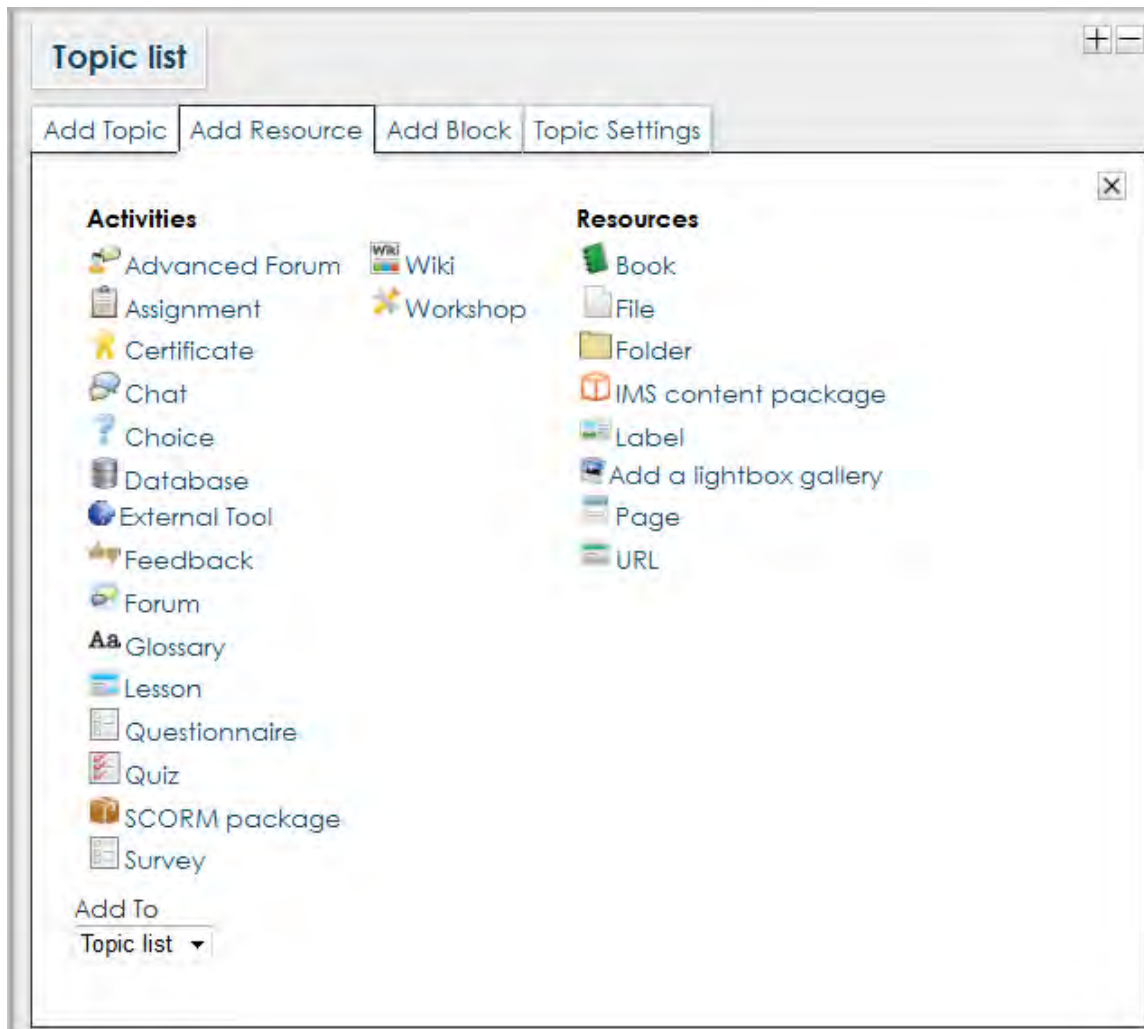 Topic list
+ −
Add Topic Add Resource Add Block Topic Settings
Activities
Advanced Forum
Assignment
Certificate
Chat
Choice
Database
External Tool
Feedback
Forum
Aa Glossary
Lesson
Questionnaire
Quiz
SCORM package
Survey
Wiki Wiki
Workshop
Resources
Book
File
Folder
IMS content package
Label
Add a lightbox gallery
Page
URL
Add To
Topic list